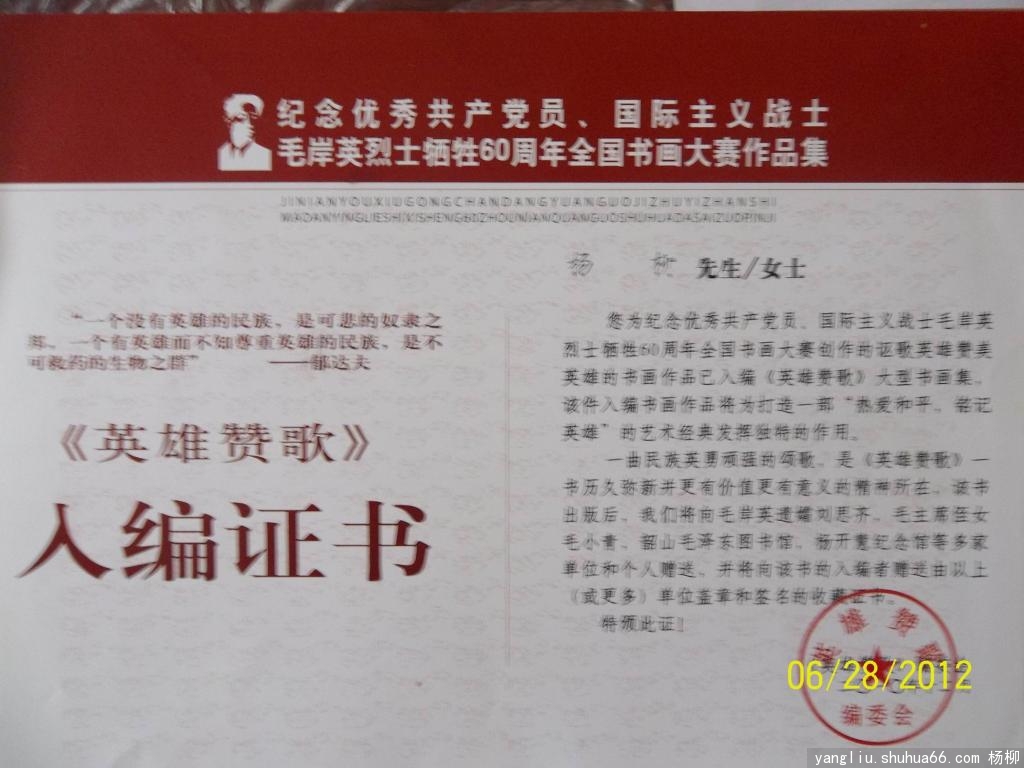 纪念优秀共产党员、国际主义战士
毛岸英烈士牺牲60周年全国书画大赛作品集
JINIANYOUXIUGONGCHANDANGYUANGUOJIZHUYIZHANSHI
MAOANYINGLIESHIXISHENG60ZHOUNIANQUANGUOSHUHUADASAIZUOPINJI
“一个没有英雄的民族，是可悲的奴隶之
邦，一个有英雄而不知尊重英雄的民族，是不
可救药的生物之群” ——郁达夫
《英雄赞歌》
入编证书
杨 柳 先生/女士
您为纪念优秀共产党员、国际主义战士毛岸英
烈士牺牲60周年全国书画大赛创作的讴歌英雄赞美
英雄的书画作品已入编《英雄赞歌》大型书画集。
该件入编书画作品将为打造一部“热爱和平，铭记
英雄”的艺术经典发挥独特的作用。
一曲民族英勇顽强的颂歌，是《英雄赞歌》一
书历久弥新并更有价值更有意义的精神所在，该书
出版后，我们将向毛岸英遗孀刘思齐，毛主席侄女
毛小青、韶山毛泽东图书馆、杨开慧纪念馆等多家
单位和个人赠送，并将向该书的入编者赠送由以上
（或更多）单位盖章和签名的收藏证书。
特颁此证！
英雄赞歌
编委会
06/28/2012
yangliu.shuhua66.com 杨柳